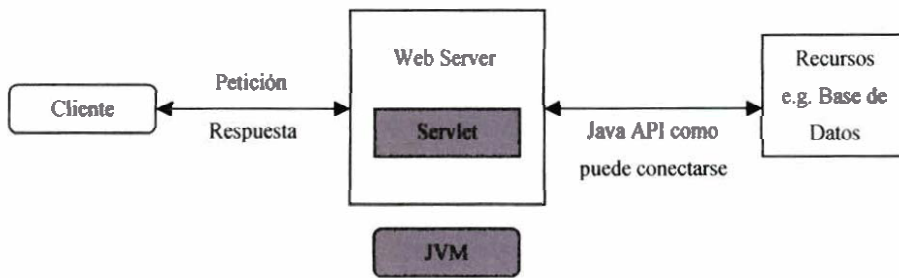 Cliente
Petición
Respuesta
Web Server
Servlet
JVM
Java API como
puede conectarse
Recursos
e.g. Base de
Datos